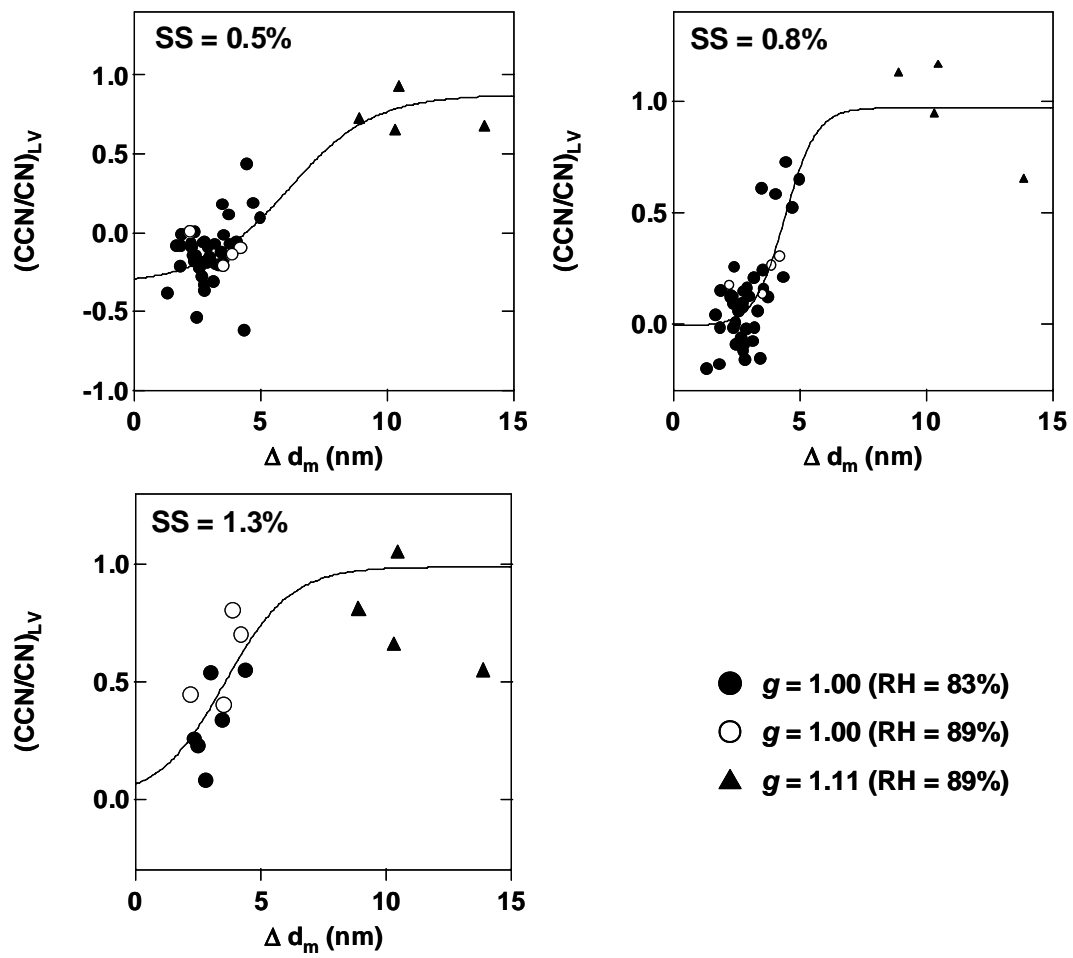 SS = 0.5%
(CCN/CN)LV
1.0
0.5
0.0
-0.5
-1.0
0 5 10 15
Δ dm (nm)
SS = 0.8%
(CCN/CN)LV
1.0
0.5
0.0
0 5 10 15
Δ dm (nm)
SS = 1.3%
(CCN/CN)LV
1.0
0.5
0.0
0 5 10 15
Δ dm (nm)
g = 1.00 (RH = 83%)
g = 1.00 (RH = 89%)
g = 1.11 (RH = 89%)